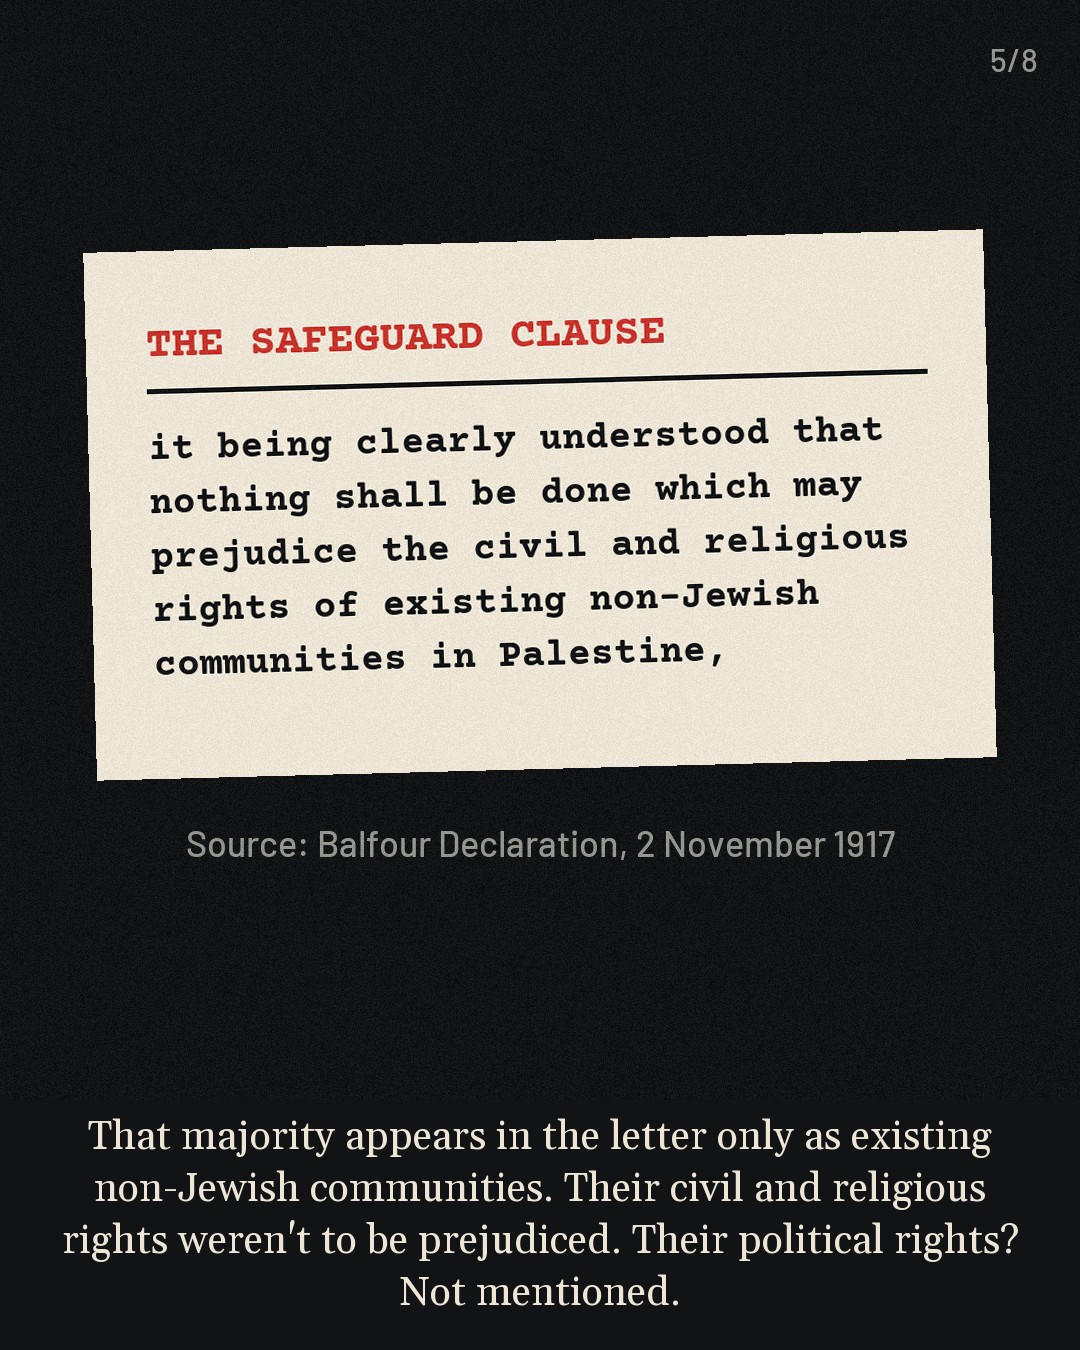 5/8
THE SAFEGUARD CLAUSE
it being clearly understood that
nothing shall be done which may
prejudice the civil and religious
rights of existing non-Jewish
communities in Palestine,
Source: Balfour Declaration, 2 November 1917
That majority appears in the letter only as existing
non-Jewish communities. Their civil and religious
rights weren't to be prejudiced. Their political rights?
Not mentioned.